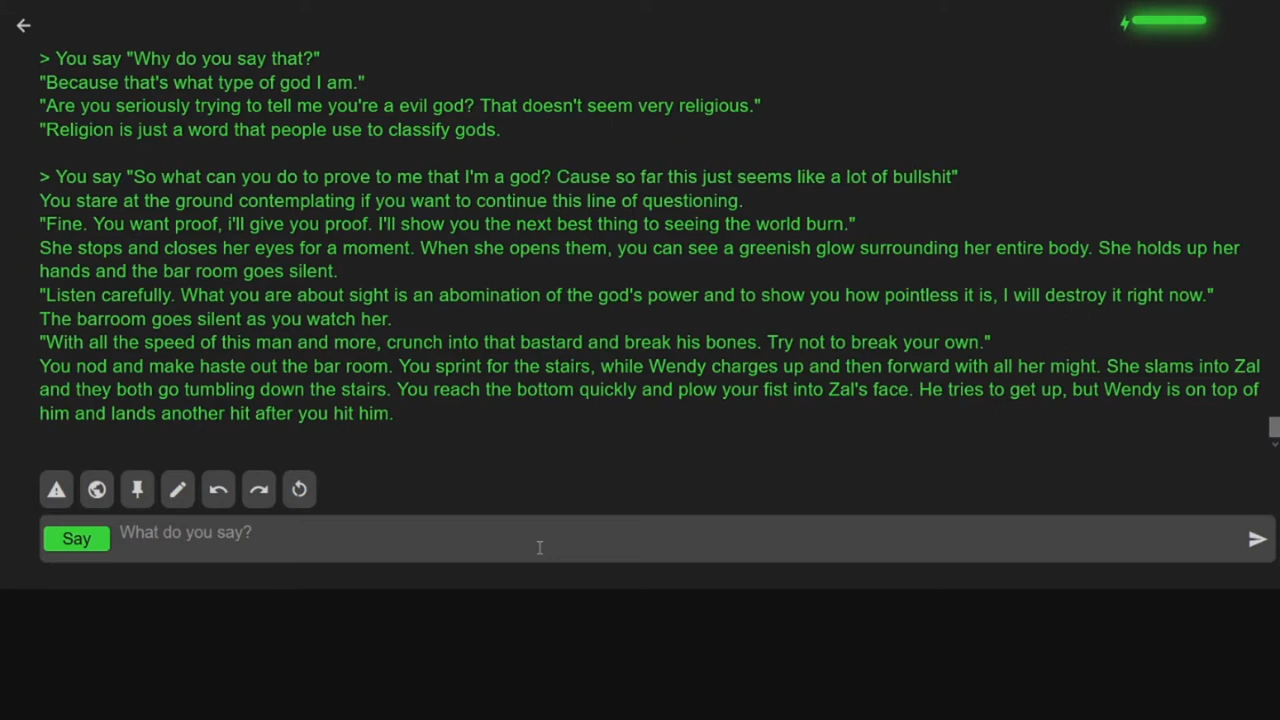 > You say "Why do you say that?"
"Because that's what type of god I am."
"Are you seriously trying to tell me you're a evil god? That doesn't seem very religious."
"Religion is just a word that people use to classify gods.
> You say "So what can you do to prove to me that I'm a god? Cause so far this just seems like a lot of bullshit"
You stare at the ground contemplating if you want to continue this line of questioning.
"Fine. You want proof, i'll give you proof. I'll show you the next best thing to seeing the world burn."
She stops and closes her eyes for a moment. When she opens them, you can see a greenish glow surrounding her entire body. She holds up her
hands and the bar room goes silent.
"Listen carefully. What you are about sight is an abomination of the god's power and to show you how pointless it is, I will destroy it right now."
The barroom goes silent as you watch her.
"With all the speed of this man and more, crunch into that bastard and break his bones. Try not to break your own."
You nod and make haste out the bar room. You sprint for the stairs, while Wendy charges up and then forward with all her might. She slams into Zal
and they both go tumbling down the stairs. You reach the bottom quickly and plow your fist into Zal's face. He tries to get up, but Wendy is on top of
him and lands another hit after you hit him.
Say What do you say?